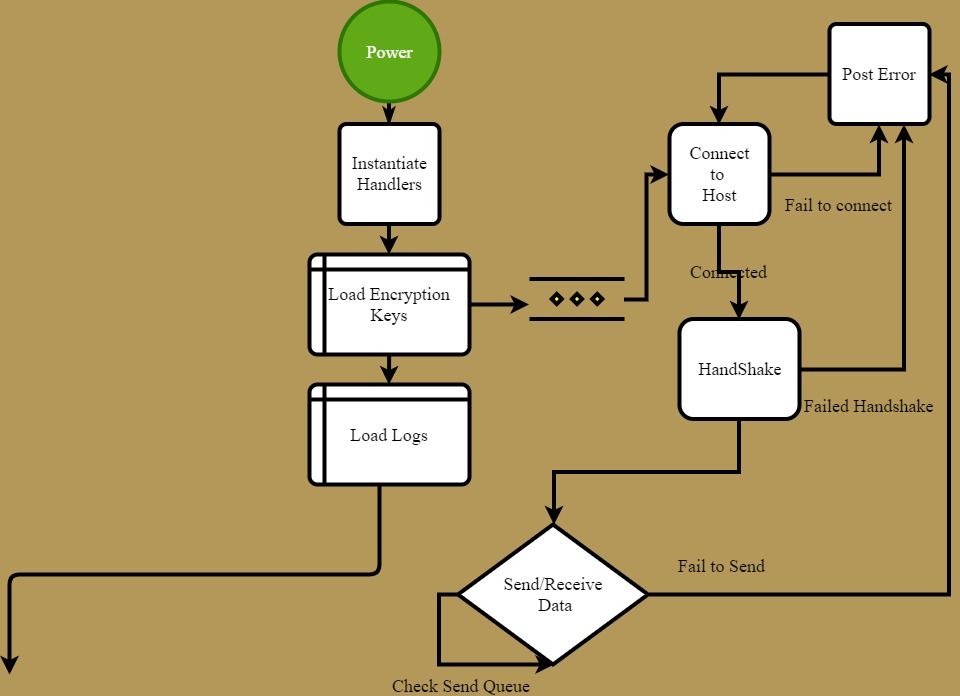 Power
Post Error
Instantiate
Handlers
Connect
to
Host
Fail to connect
Connected
Load Encryption
Keys
HandShake
Failed Handshake
Load Logs
Fail to Send
Send/Receive
Data
Check Send Queue